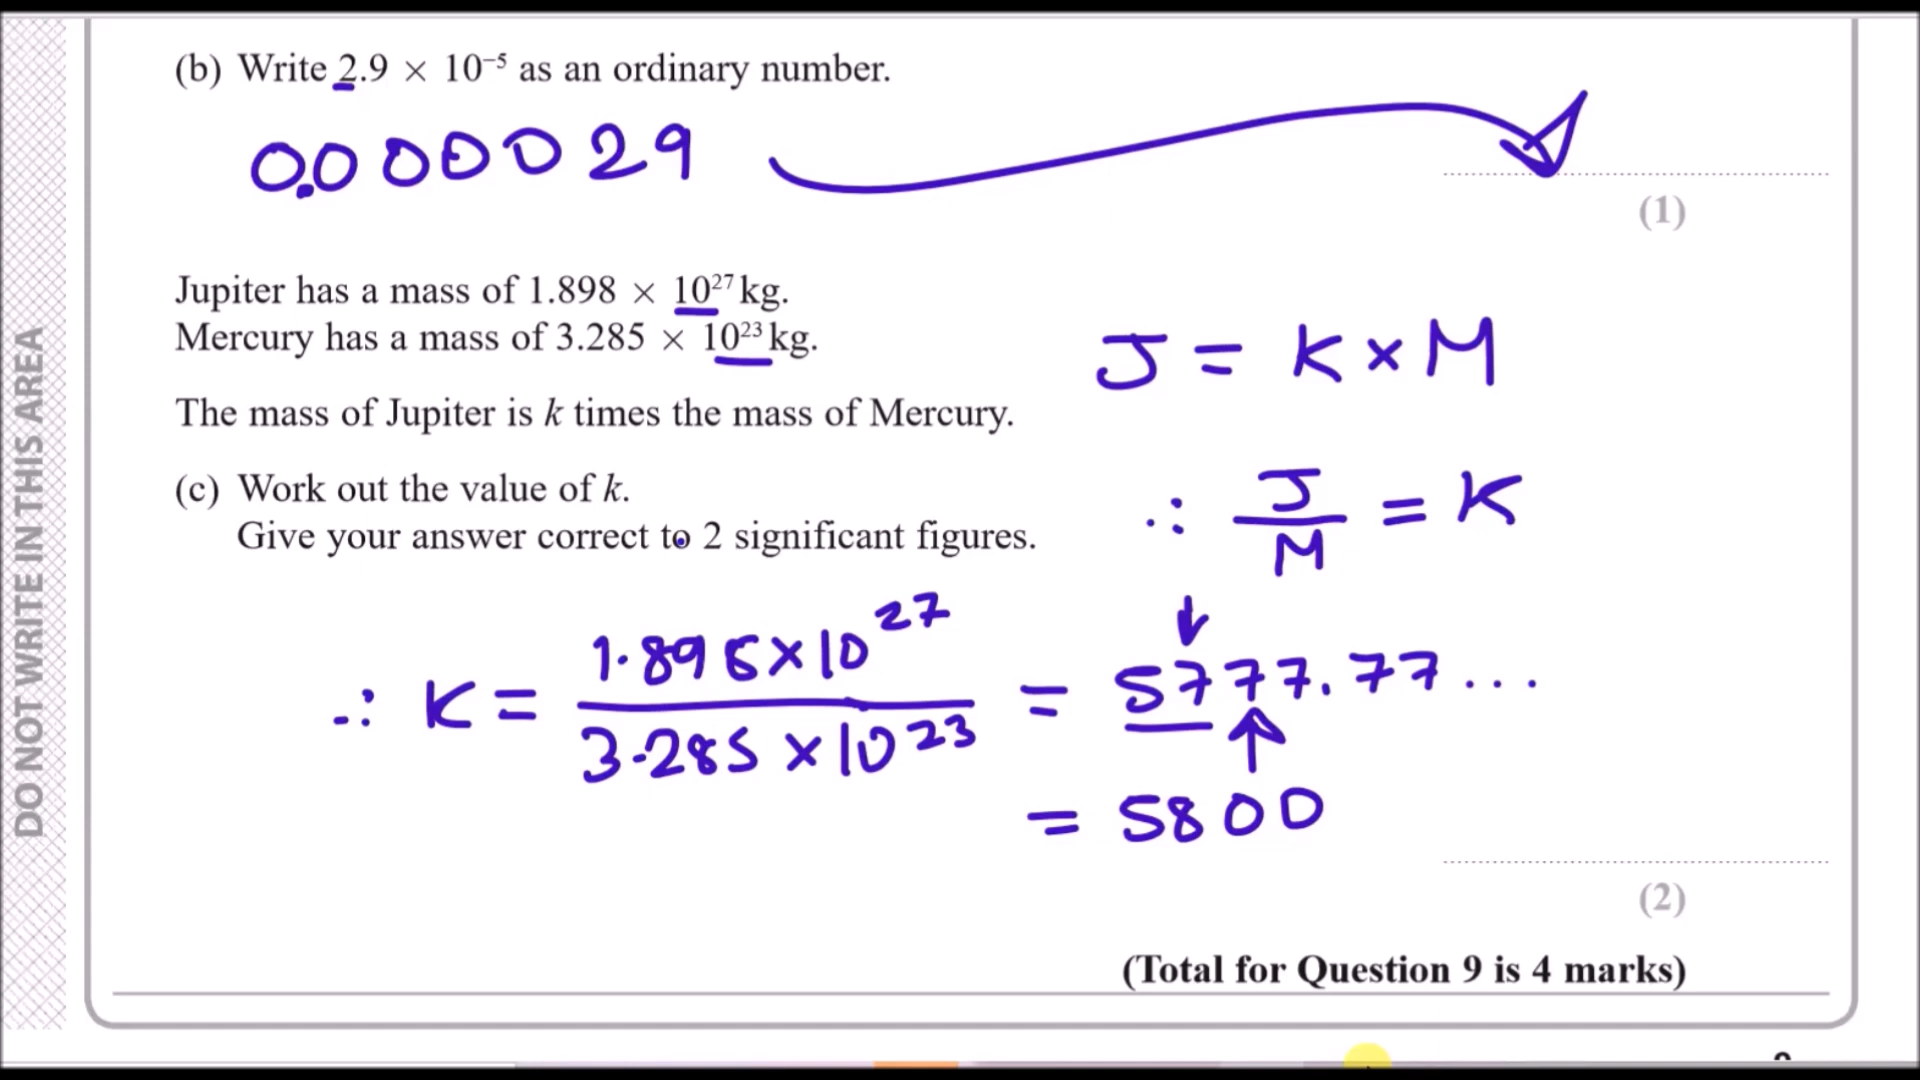 (b) Write 2.9 × 10⁻⁵ as an ordinary number.
0.000029
(1)
Jupiter has a mass of 1.898 × 10²⁷ kg.
Mercury has a mass of 3.285 × 10²³ kg.
J = K × M
The mass of Jupiter is k times the mass of Mercury.
(c) Work out the value of k.
∴ J/M = K
Give your answer correct to 2 significant figures.
∴ K = 1.898 × 10²⁷ / 3.285 × 10²³ = 5777.77...
= 5800
(2)
(Total for Question 9 is 4 marks)
DO NOT WRITE IN THIS AREA